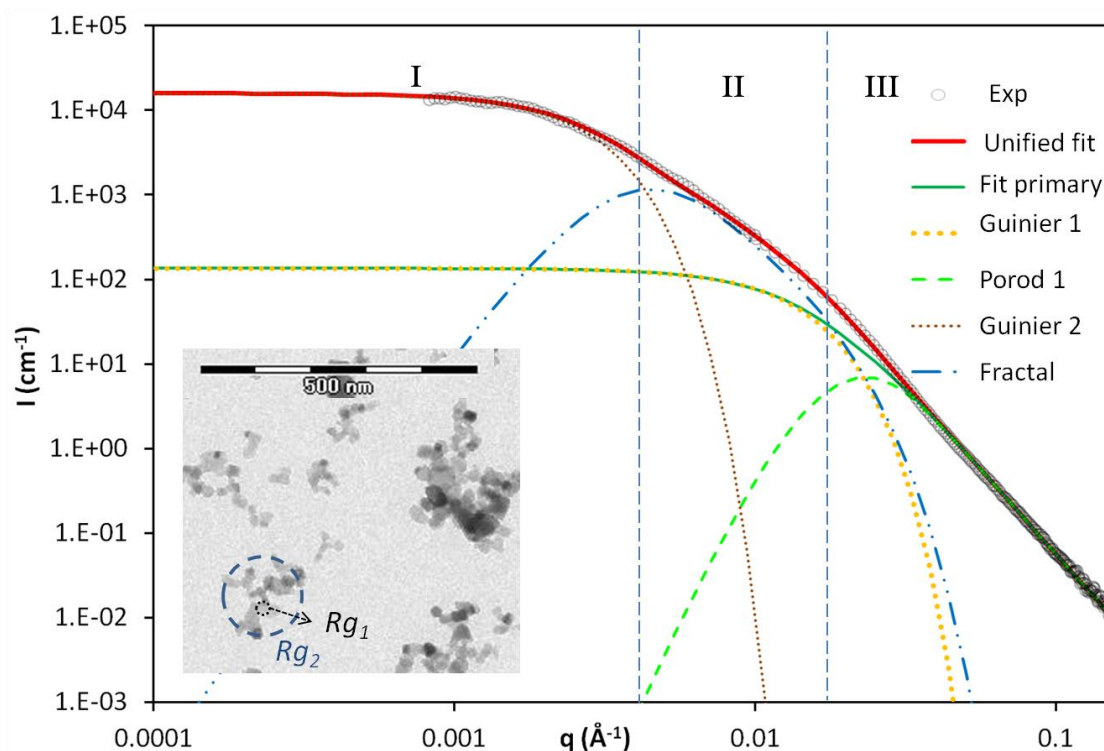 1.E+05
1.E+04
1.E+03
1.E+02
1.E+01
1.E+00
1.E-01
1.E-02
1.E-03
I (cm⁻¹)
I
II
III
Exp
Unified fit
Fit primary
Guinier 1
Porod 1
Guinier 2
Fractal
500 nm
Rg₁
Rg₂
0.0001
0.001
q (Å⁻¹)
0.01
0.1